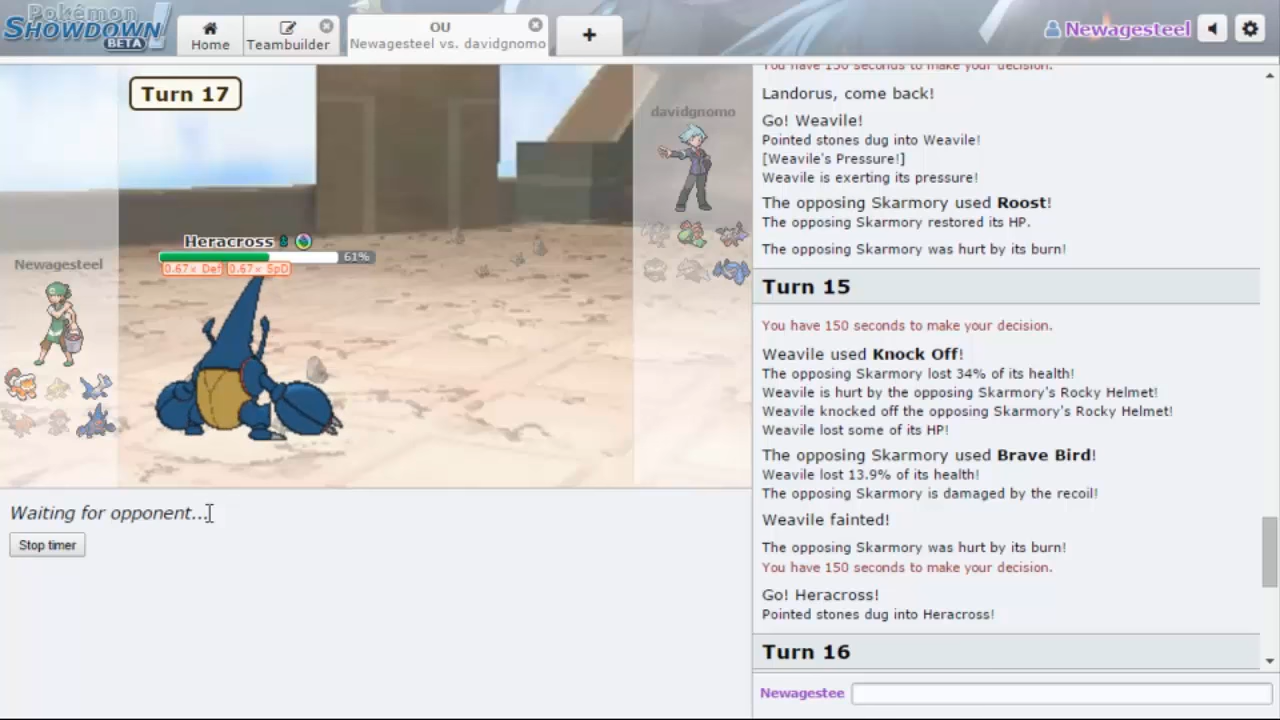 Pokémon
SHOWDOWN!
BETA
Home
Teambuilder
OU
Newagesteel vs. davidgnomo
+
Newagesteel
Turn 17
davidgnomo
Heracross
61%
0.67× Def 0.67× SpD
Newagesteel
Waiting for opponent...
Stop timer
You have 150 seconds to make your decision.
Landorus, come back!
Go! Weavile!
Pointed stones dug into Weavile!
[Weavile's Pressure!]
Weavile is exerting its pressure!
The opposing Skarmory used Roost!
The opposing Skarmory restored its HP.
The opposing Skarmory was hurt by its burn!
Turn 15
You have 150 seconds to make your decision.
Weavile used Knock Off!
The opposing Skarmory lost 34% of its health!
Weavile is hurt by the opposing Skarmory's Rocky Helmet!
Weavile knocked off the opposing Skarmory's Rocky Helmet!
Weavile lost some of its HP!
The opposing Skarmory used Brave Bird!
Weavile lost 13.9% of its health!
The opposing Skarmory is damaged by the recoil!
Weavile fainted!
The opposing Skarmory was hurt by its burn!
You have 150 seconds to make your decision.
Go! Heracross!
Pointed stones dug into Heracross!
Turn 16
Newagestee